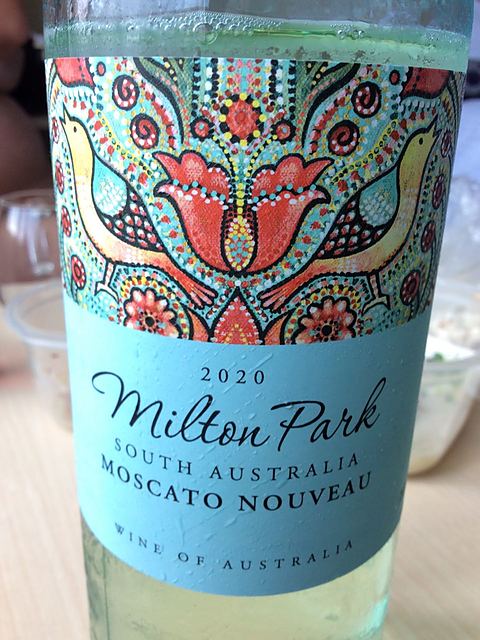 2020
Milton Park
SOUTH AUSTRALIA
MOSCATO NOUVEAU
WINE OF AUSTRALIA